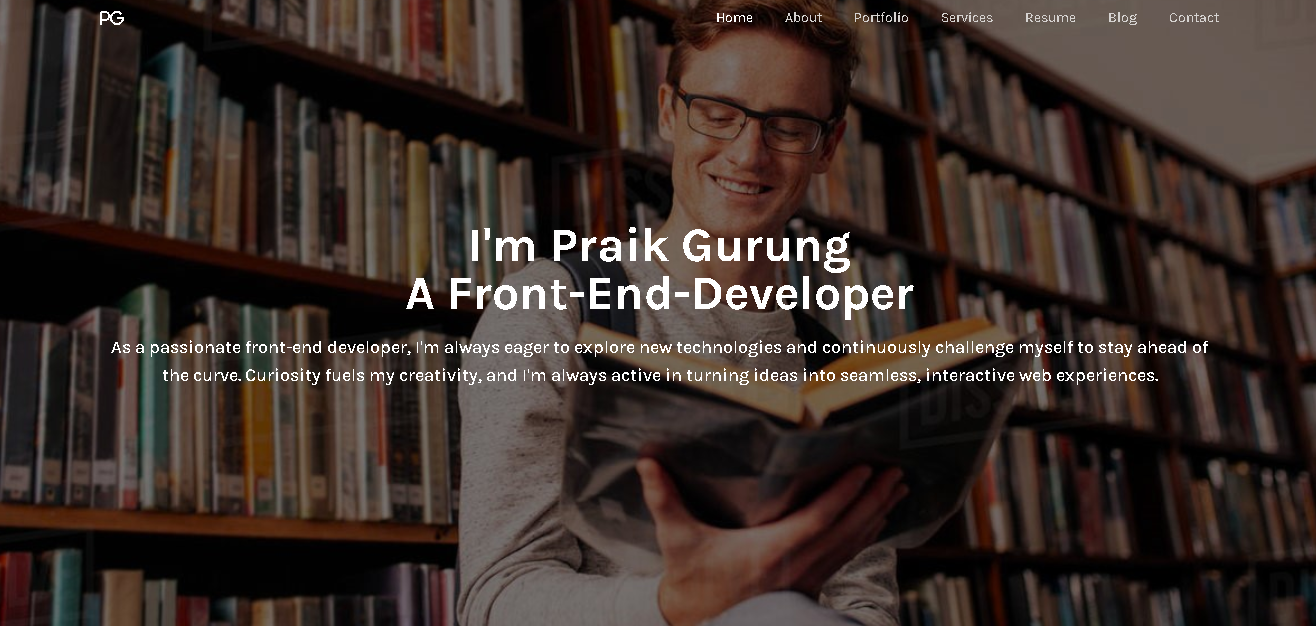 PG
Home About Portfolio Services Resume Blog Contact
I'm Praik Gurung
A Front-End-Developer
As a passionate front-end developer, I'm always eager to explore new technologies and continuously challenge myself to stay ahead of
the curve. Curiosity fuels my creativity, and I'm always active in turning ideas into seamless, interactive web experiences.